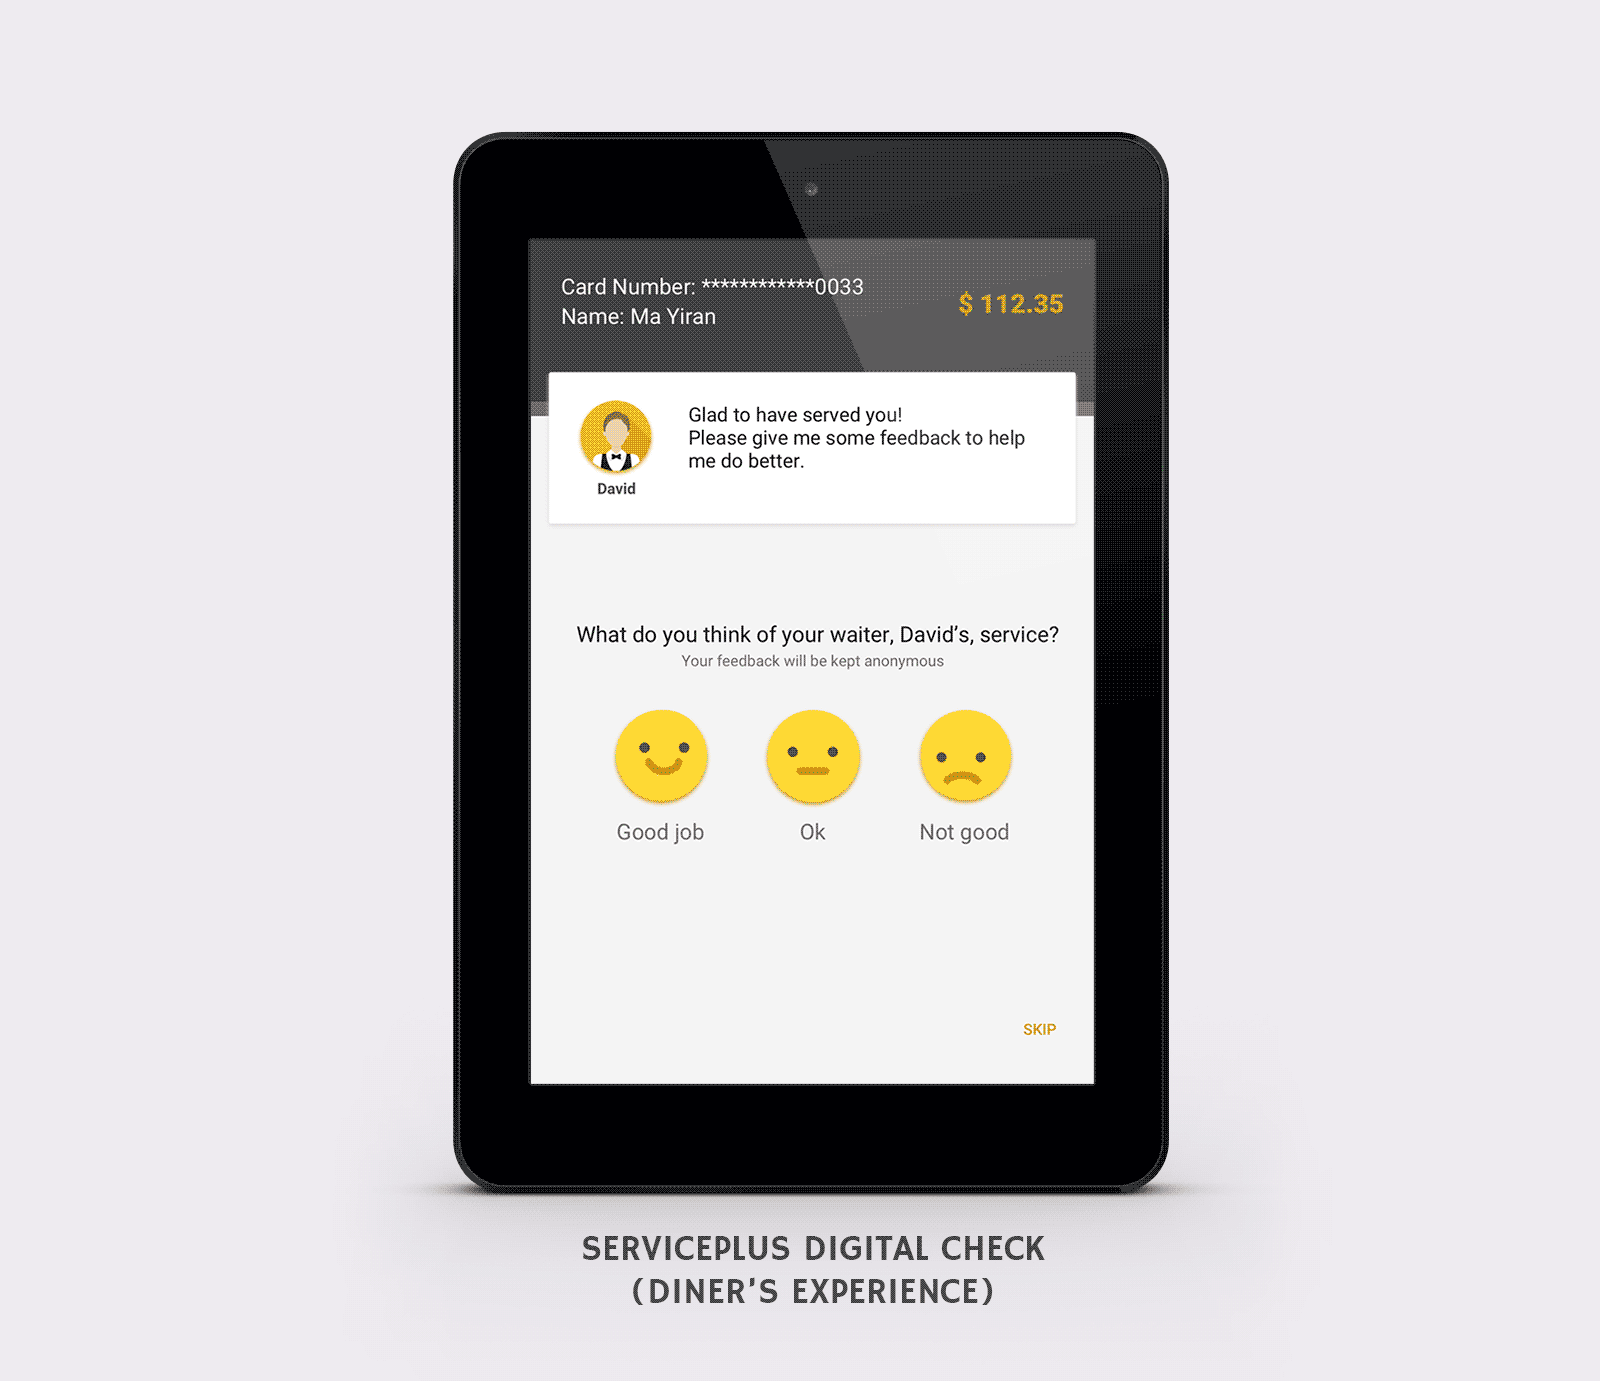 Card Number: ************0033
Name: Ma Yiran
$ 112.35
Glad to have served you!
Please give me some feedback to help
me do better.
David
What do you think of your waiter, David’s, service?
Your feedback will be kept anonymous
Good job
Ok
Not good
SKIP
SERVICEPLUS DIGITAL CHECK
(DINER'S EXPERIENCE)